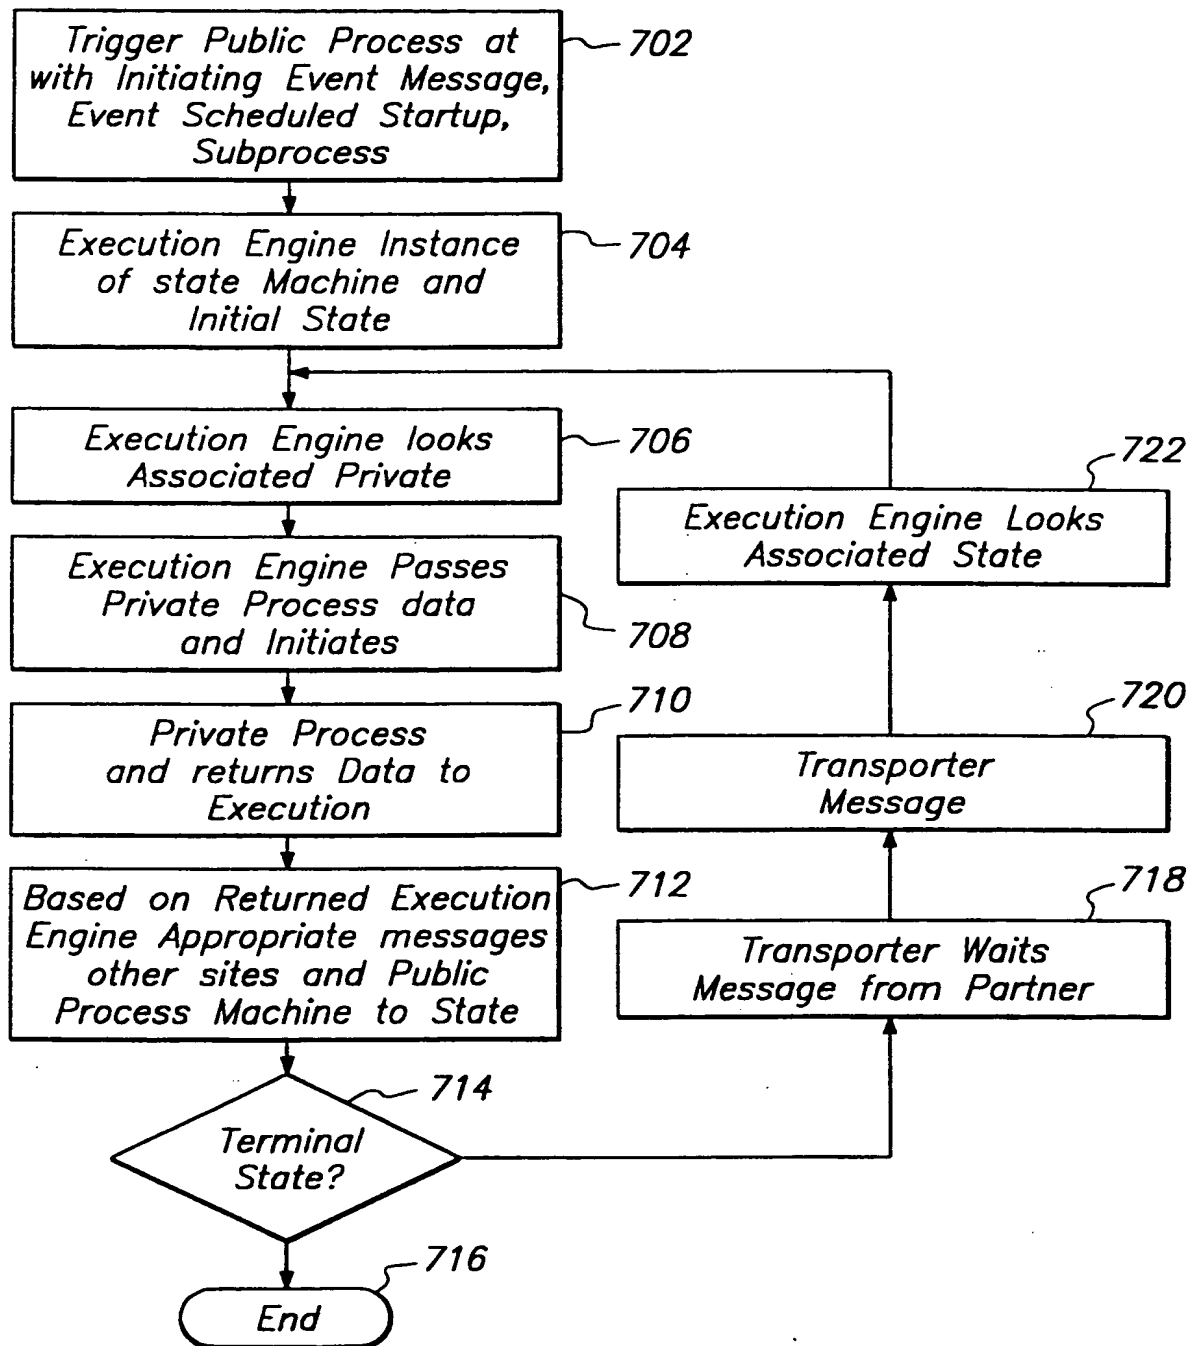 Trigger Public Process at
with Initiating Event Message,
Event Scheduled Startup,
Subprocess
702
Execution Engine Instance
of state Machine and
Initial State
704
Execution Engine looks
Associated Private
706
Execution Engine Passes
Private Process data
and Initiates
708
Private Process
and returns Data to
Execution
710
Based on Returned Execution
Engine Appropriate messages
other sites and Public
Process Machine to State
712
Terminal
State?
714
End
716
Transporter Waits
Message from Partner
718
Transporter
Message
720
Execution Engine Looks
Associated State
722